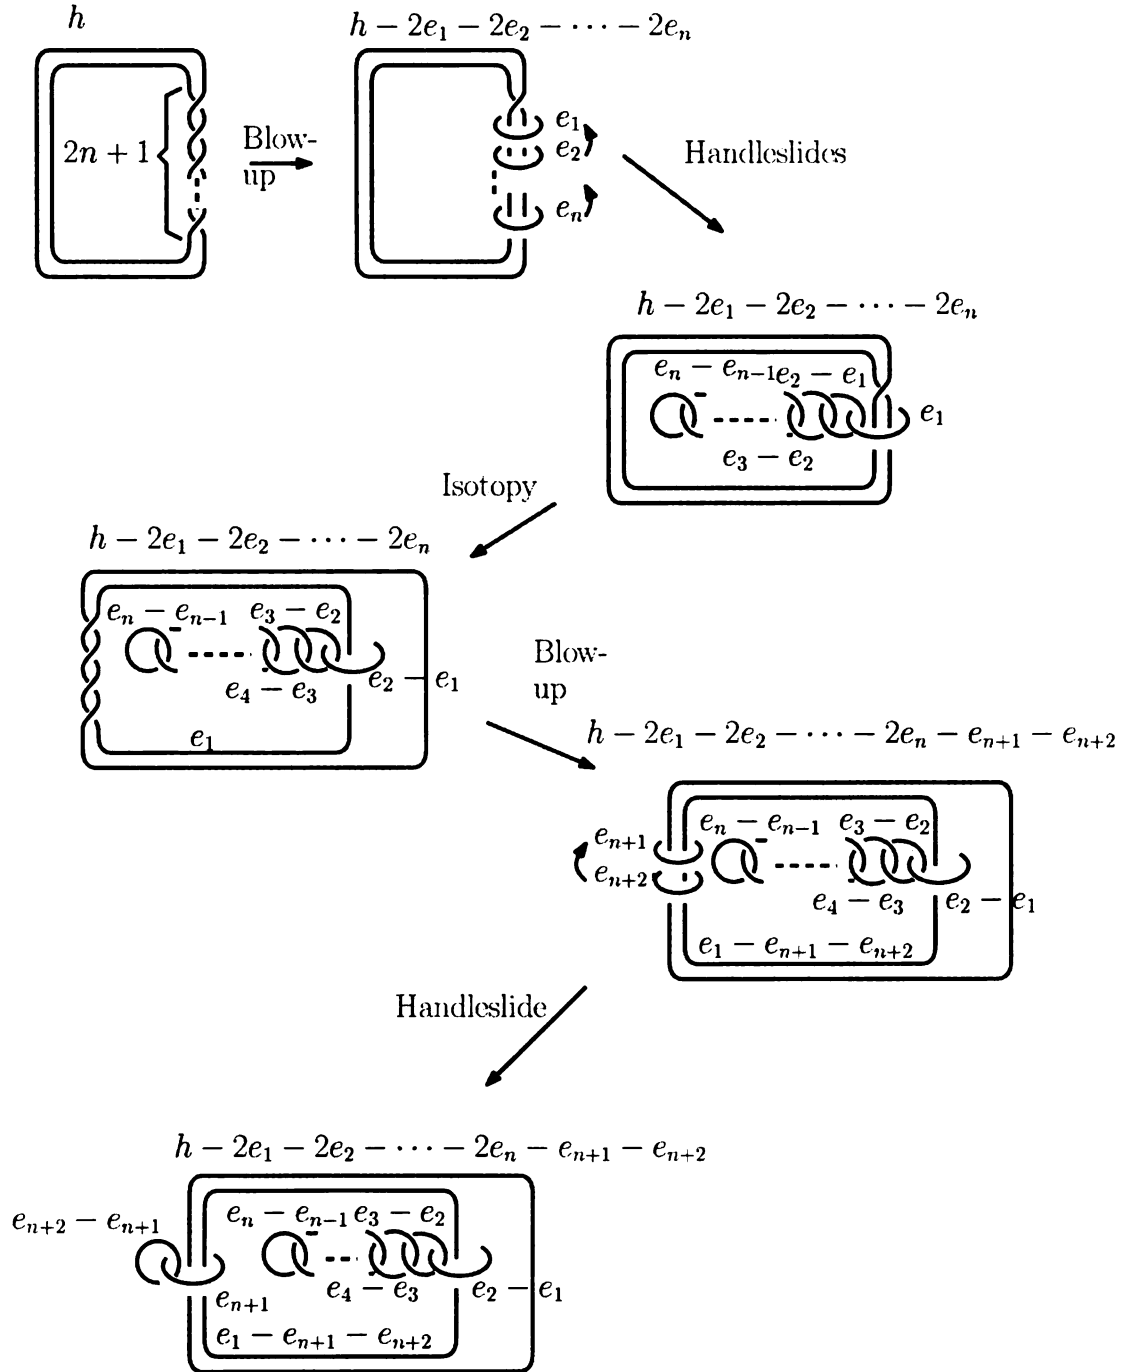 h
h − 2e₁ − 2e₂ − ⋯ − 2eₙ
2n + 1
Blow-
up
e₁
e₂
eₙ
Handleslides
h − 2e₁ − 2e₂ − ⋯ − 2eₙ
eₙ − eₙ₋₁ e₂ − e₁
e₁
e₃ − e₂
Isotopy
h − 2e₁ − 2e₂ − ⋯ − 2eₙ
eₙ − eₙ₋₁ e₃ − e₂
e₄ − e₃ e₂ − e₁
e₁
Blow-
up
h − 2e₁ − 2e₂ − ⋯ − 2eₙ − eₙ₊₁ − eₙ₊₂
eₙ − eₙ₋₁ e₃ − e₂
eₙ₊₁
eₙ₊₂
e₄ − e₃ e₂ − e₁
e₁ − eₙ₊₁ − eₙ₊₂
Handleslide
h − 2e₁ − 2e₂ − ⋯ − 2eₙ − eₙ₊₁ − eₙ₊₂
eₙ₊₂ − eₙ₊₁
eₙ − eₙ₋₁ e₃ − e₂
e₄ − e₃ e₂ − e₁
eₙ₊₁
e₁ − eₙ₊₁ − eₙ₊₂